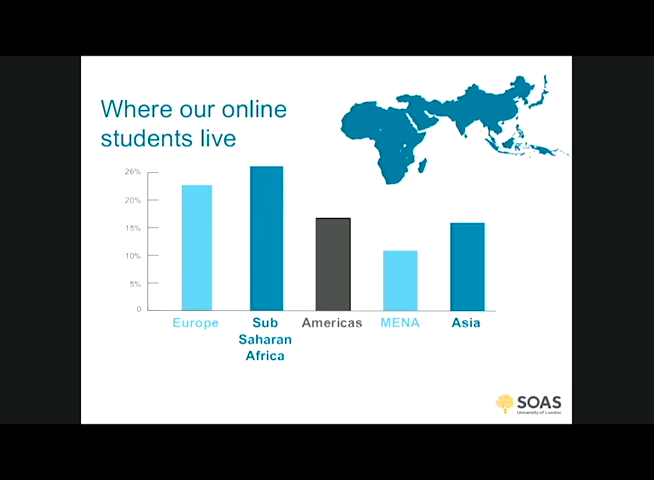 Where our online
students live
26%
20%
15%
10%
5%
0
Europe
Sub
Saharan
Africa
Americas
MENA
Asia
SOAS
University of London